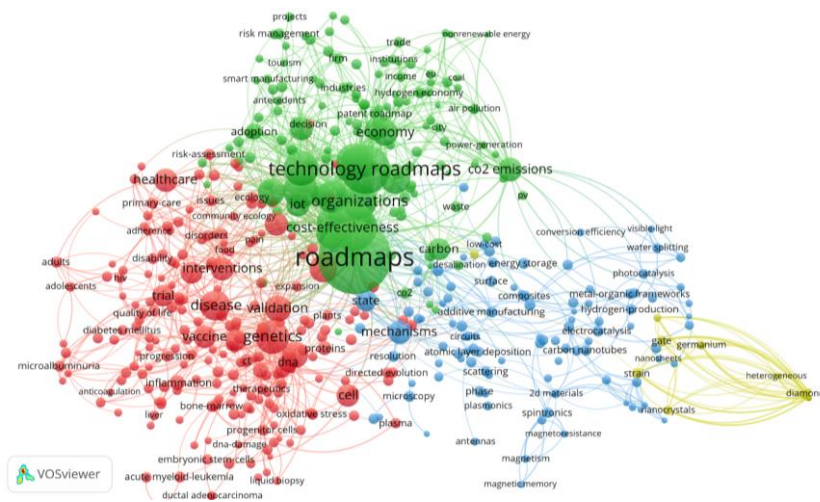 projects
risk management
nonrenewable energy
trade
firm
institutions
tourism
smart manufacturing
income
eu
coal
industries
hydrogen economy
antecedents
patent roadmap
air pollution
decision
city
adoption
economy
power-generation
risk-assessment
technology roadmaps
co2 emissions
healthcare
pv
issues
ecology
iot
organizations
primary-care
waste
community ecology
cost-effectiveness
adherence
disorders
pain
conversion efficiency
visible-light
food
low-cost
water splitting
carbon
disability
roadmaps
desalination
energy storage
adults
interventions
photocatalysis
hiv
surface
adolescents
expansion
co2
trial
state
composites
metal-organic frameworks
disease
validation
hydrogen-production
quality of life
plants
additive manufacturing
diabetes mellitus
mechanisms
electrocatalysis
vaccine
genetics
circuits
gate
germanium
proteins
atomic layer deposition
carbon nanotubes
progression
ct
dna
resolution
nanosheets
microalbuminuria
directed evolution
scattering
strain
heterogeneous
inflammation
anticoagulation
therapeutics
phase
2d materials
diamond
cell
microscopy
bone-marrow
plasmonics
liver
oxidative stress
spintronics
nanocrystals
plasma
progenitor cells
magnetoresistance
dna-damage
antennas
embryonic stem-cells
magnetism
acute myeloid-leukemia
liquid biopsy
magnetic memory
ductal adenocarcinoma
VOSviewer